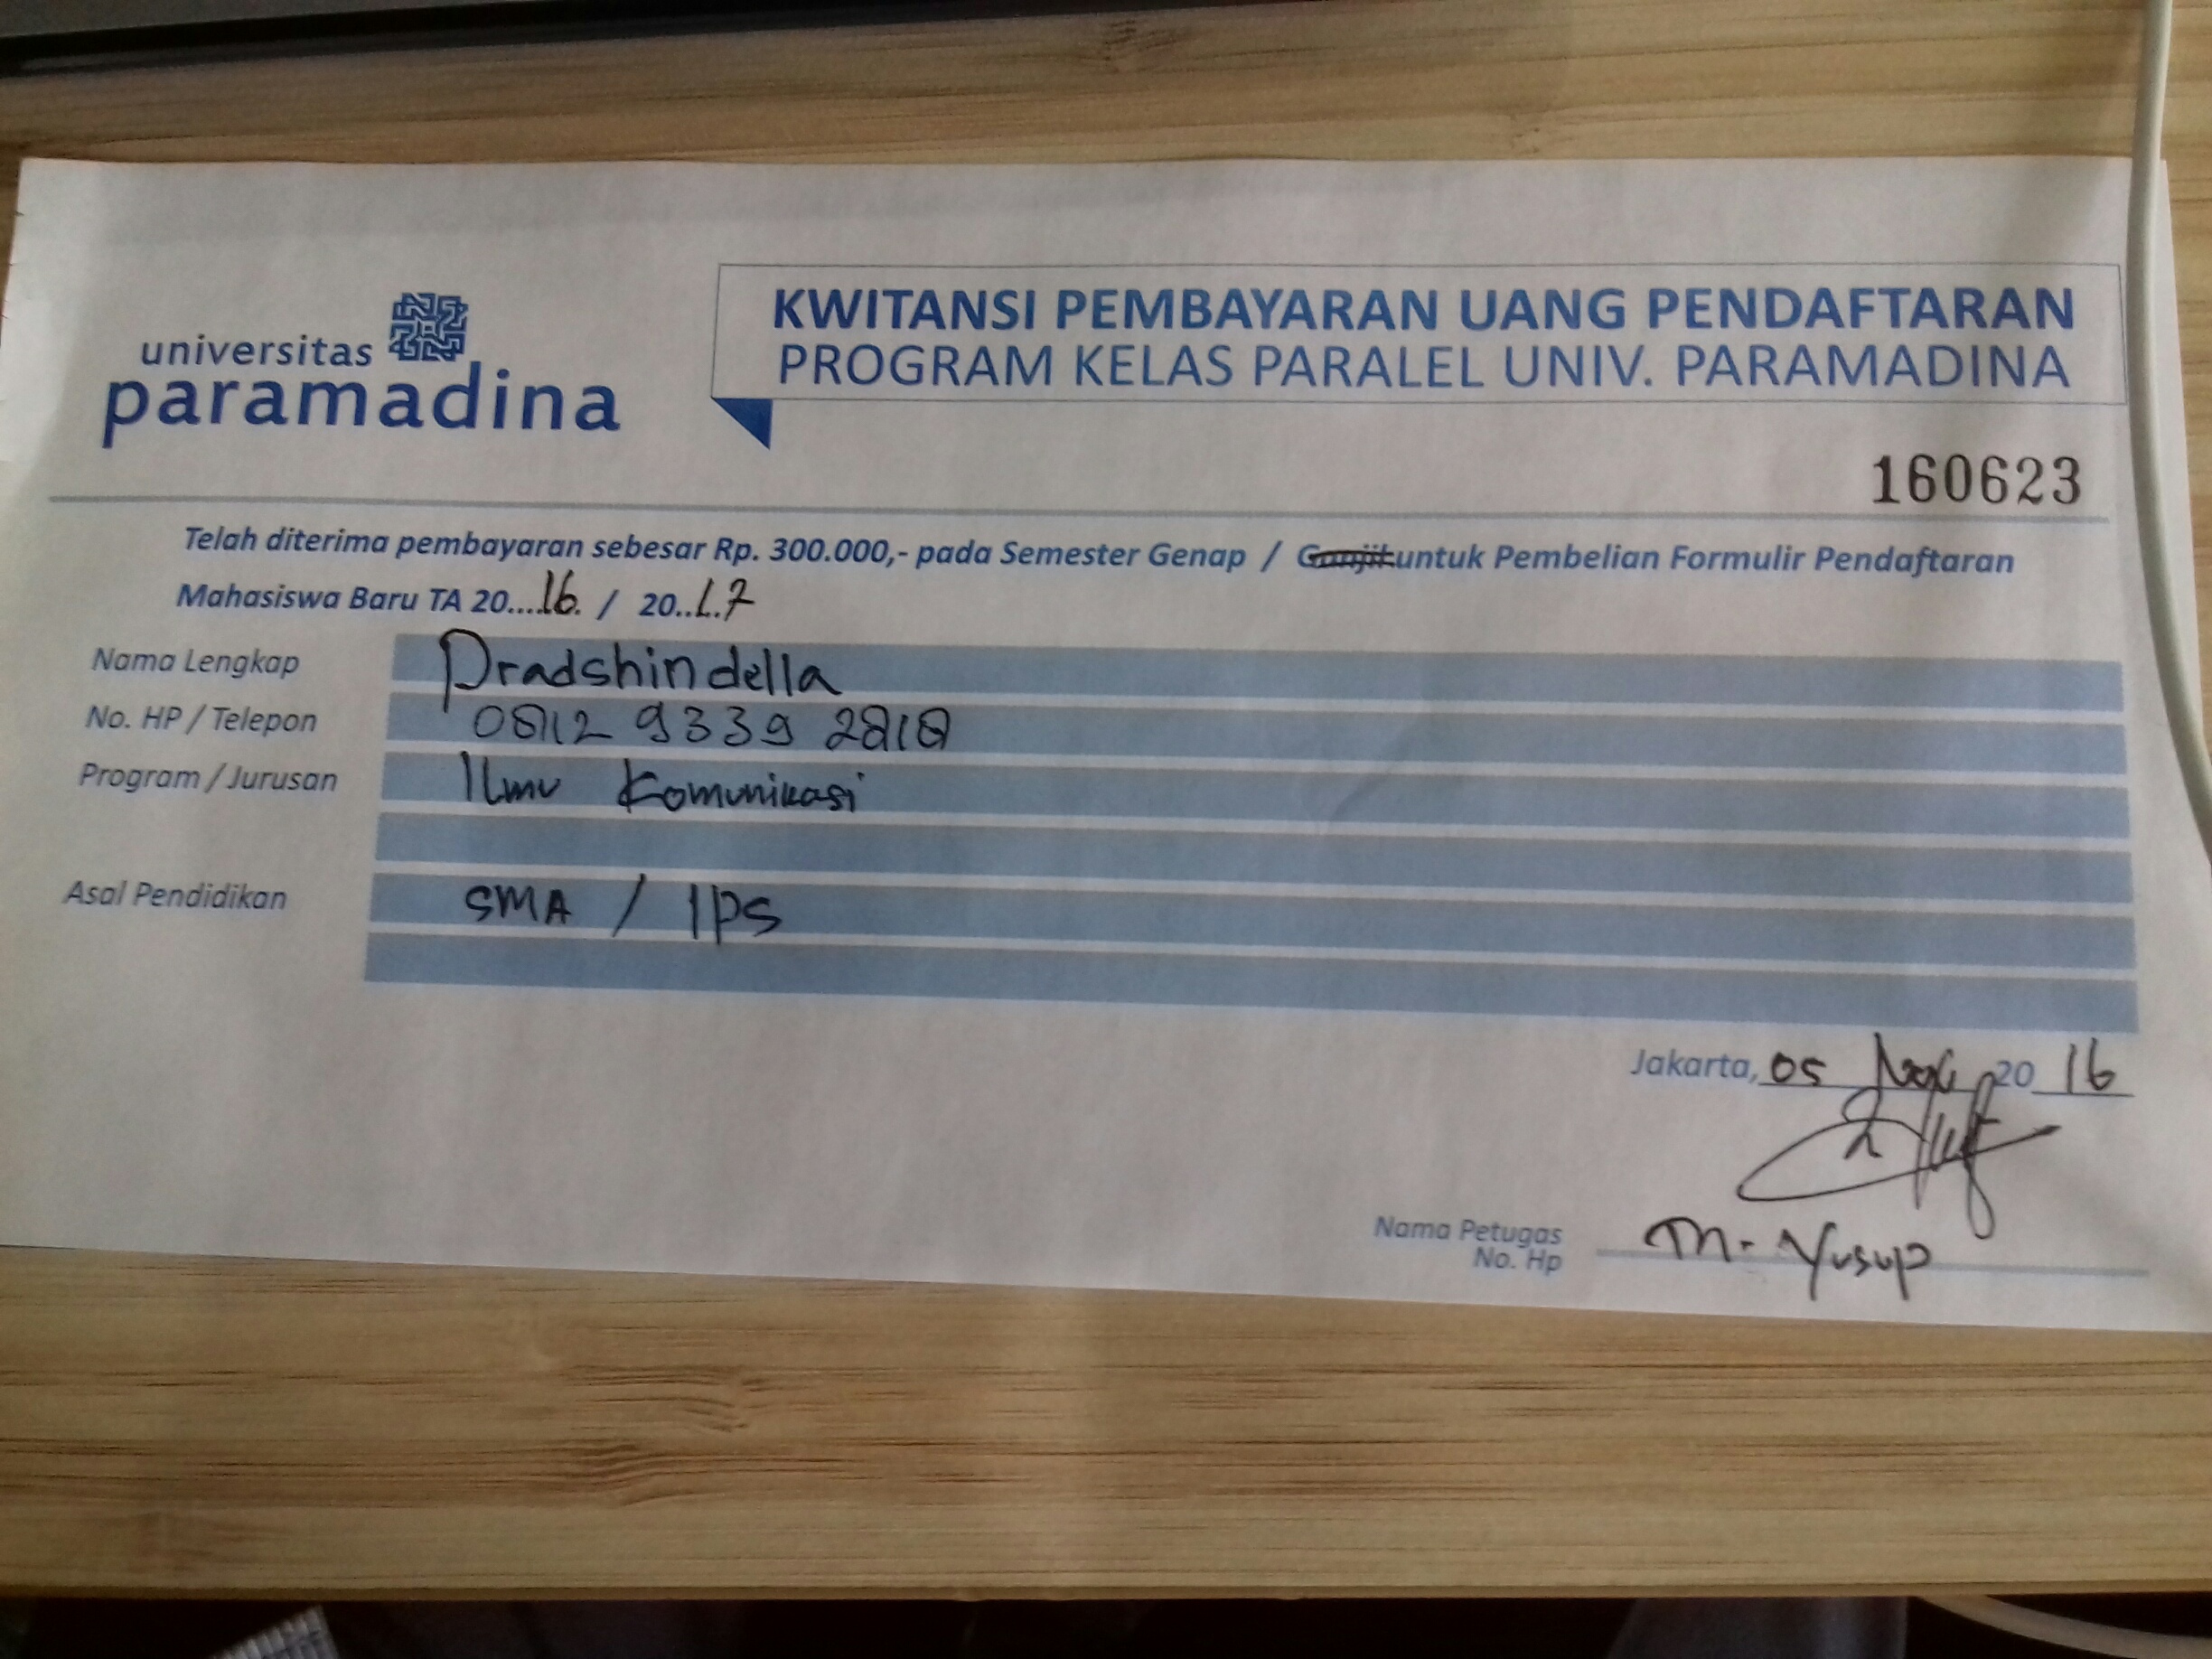 universitas
paramadina
KWITANSI PEMBAYARAN UANG PENDAFTARAN
PROGRAM KELAS PARALEL UNIV. PARAMADINA
160623
Telah diterima pembayaran sebesar Rp. 300.000,- pada Semester Genap / Ganjil untuk Pembelian Formulir Pendaftaran
Mahasiswa Baru TA 20....16. / 20..17
Nama Lengkap Pradshindella
No. HP / Telepon 0812 9339 2818
Program / Jurusan Ilmu Komunikasi
Asal Pendidikan SMA / IPS
Jakarta, 05 20 16
Nama Petugas M. Yusup
No. Hp